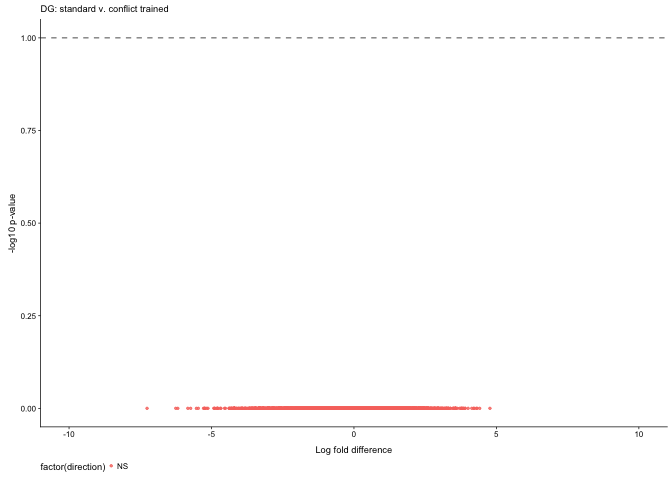 DG: standard v. conflict trained
1.00
0.75
0.50
0.25
0.00
-log10 p-value
-10
-5
0
5
10
Log fold difference
factor(direction) NS